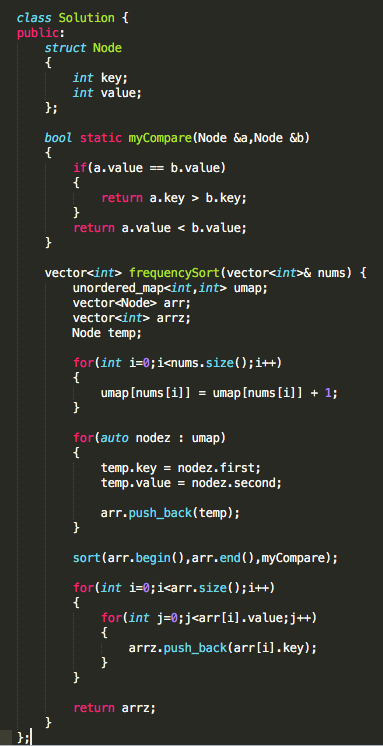 class Solution {
public:
    struct Node
    {
        int key;
        int value;
    };

    bool static myCompare(Node &a,Node &b)
    {
        if(a.value == b.value)
        {
            return a.key > b.key;
        }
        return a.value < b.value;
    }

    vector<int> frequencySort(vector<int>& nums) {
        unordered_map<int,int> umap;
        vector<Node> arr;
        vector<int> arrz;
        Node temp;

        for(int i=0;i<nums.size();i++)
        {
            umap[nums[i]] = umap[nums[i]] + 1;
        }

        for(auto nodez : umap)
        {
            temp.key = nodez.first;
            temp.value = nodez.second;

            arr.push_back(temp);
        }

        sort(arr.begin(),arr.end(),myCompare);

        for(int i=0;i<arr.size();i++)
        {
            for(int j=0;j<arr[i].value;j++)
            {
                arrz.push_back(arr[i].key);
            }
        }

        return arrz;
    }
};